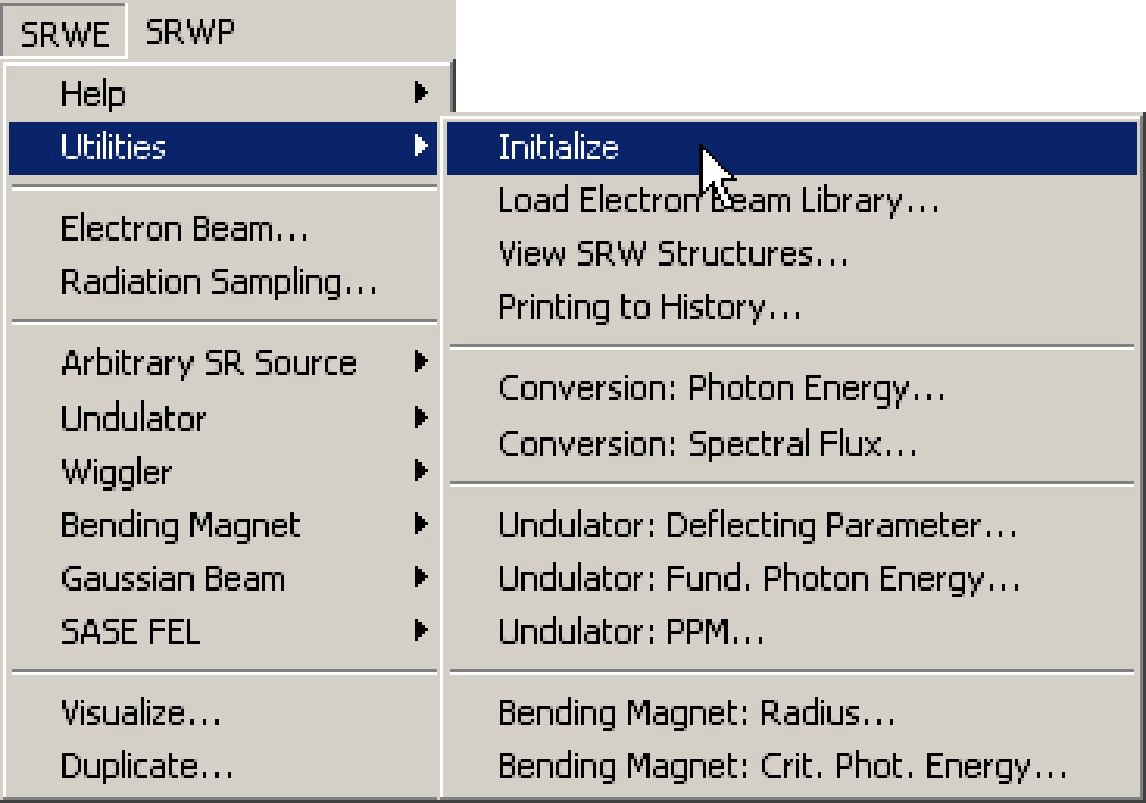 SRWE SRWP
Help
Utilities
Electron Beam...
Radiation Sampling...
Arbitrary SR Source
Undulator
Wiggler
Bending Magnet
Gaussian Beam
SASE FEL
Visualize...
Duplicate...
Initialize
Load Electron Beam Library...
View SRW Structures...
Printing to History...
Conversion: Photon Energy...
Conversion: Spectral Flux...
Undulator: Deflecting Parameter...
Undulator: Fund. Photon Energy...
Undulator: PPM...
Bending Magnet: Radius...
Bending Magnet: Crit. Phot. Energy...